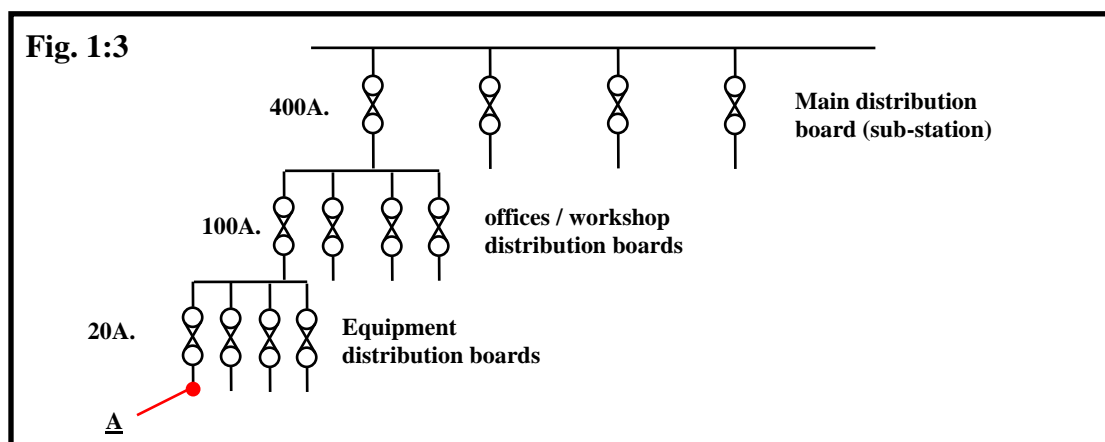 Fig. 1:3
400A.
Main distribution
board (sub-station)
100A.
offices / workshop
distribution boards
20A.
Equipment
distribution boards
A